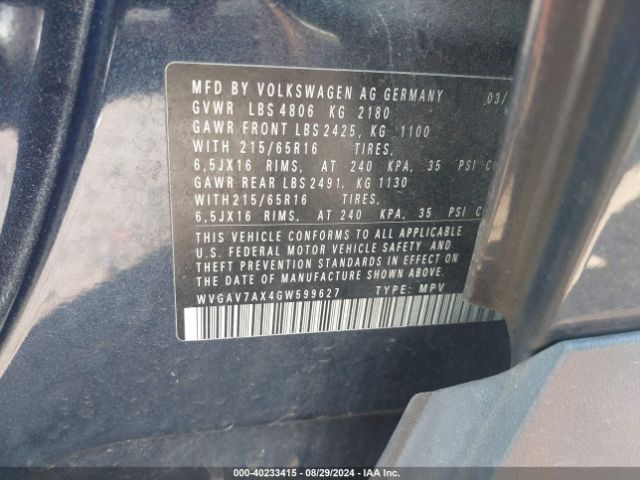 MFD BY VOLKSWAGEN AG GERMANY 03/
GVWR LBS 4806 KG 2180
GAWR FRONT LBS 2425, KG 1100
WITH 215/65R16 TIRES,
6,5JX16 RIMS, AT 240 KPA, 35 PSI CO
GAWR REAR LBS 2491, KG 1130
WITH215/65R16 TIRES,
6,5JX16 RIMS, AT 240 KPA, 35 PSI C
THIS VEHICLE CONFORMS TO ALL APPLICABLE
U.S. FEDERAL MOTOR VEHICLE SAFETY AND
THEFT PREVENTION STANDARDS IN EFFECT ON
THE DATE OF MANUFACTURE SHOWN ABOVE.
WVGAV7AX4GW599627 TYPE: MPV
000-40233415 - 08/29/2024 - IAA Inc.